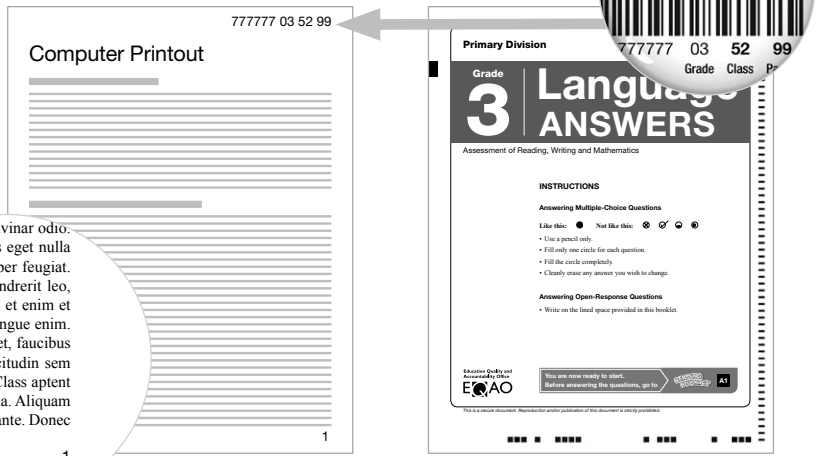 777777 03 52 99
Computer Printout
vinar odio.
eget nulla
per feugiat.
ndrerit leo,
et enim et
ngue enim.
et, faucibus
citudin sem
Class aptent
Aliquam
ante. Donec
1
1
777777 03 52 99
Grade Class
Primary Division
Grade
3
Language
ANSWERS
Assessment of Reading, Writing and Mathematics
INSTRUCTIONS
Answering Multiple-Choice Questions
Like this: Not like this:
• Use a pencil only.
• Fill only one circle for each question.
• Fill the circle completely.
• Cleanly erase any answer you wish to change.
Answering Open-Response Questions
• Write on the lined space provided in this booklet.
Education Quality and
Accountability Office
EQAO
You are now ready to start.
Before answering the questions, go to
A1
This is a secure document. Reproduction and/or publication of this document is strictly prohibited.